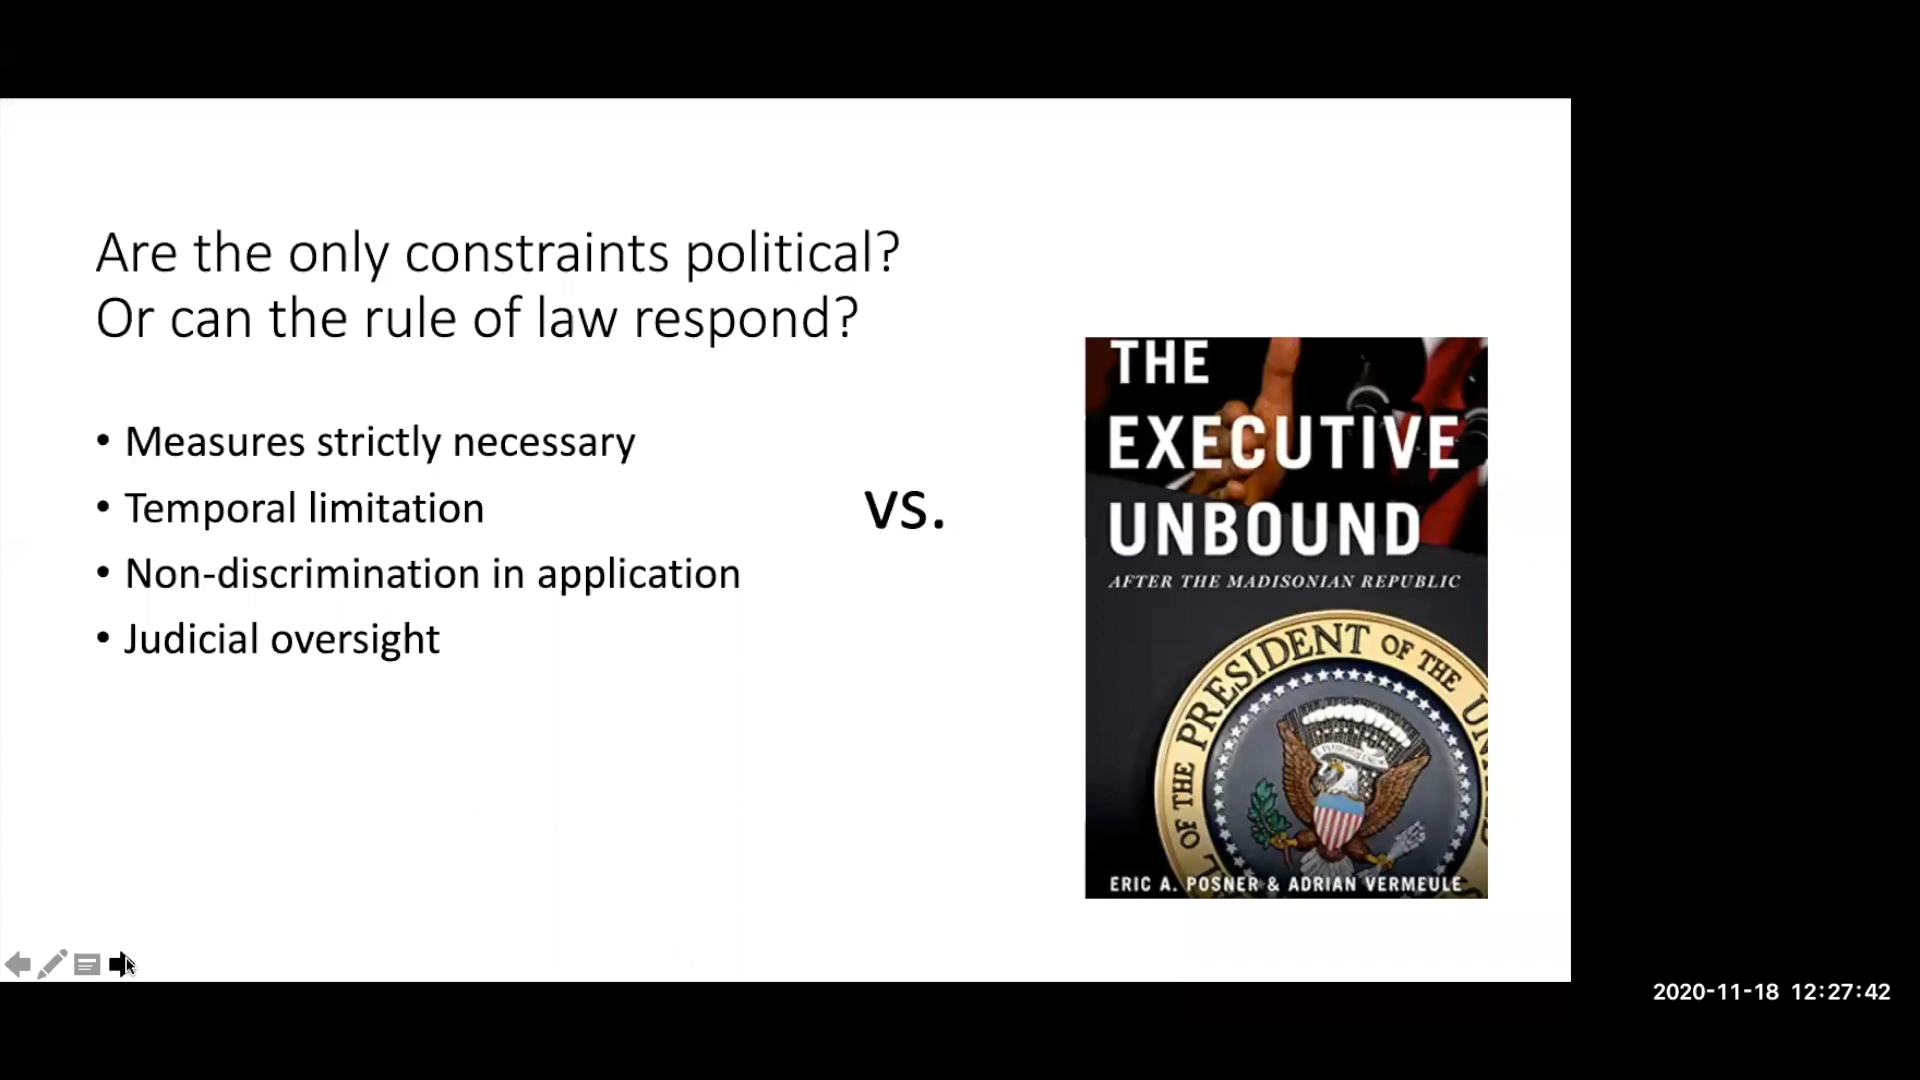 Are the only constraints political?
Or can the rule of law respond?
• Measures strictly necessary
• Temporal limitation
• Non-discrimination in application
• Judicial oversight
vs.
THE
EXECUTIVE
UNBOUND
AFTER THE MADISONIAN REPUBLIC
OF THE PRESIDENT OF THE
ERIC A. POSNER & ADRIAN VERMEULE
2020-11-18 12:27:42